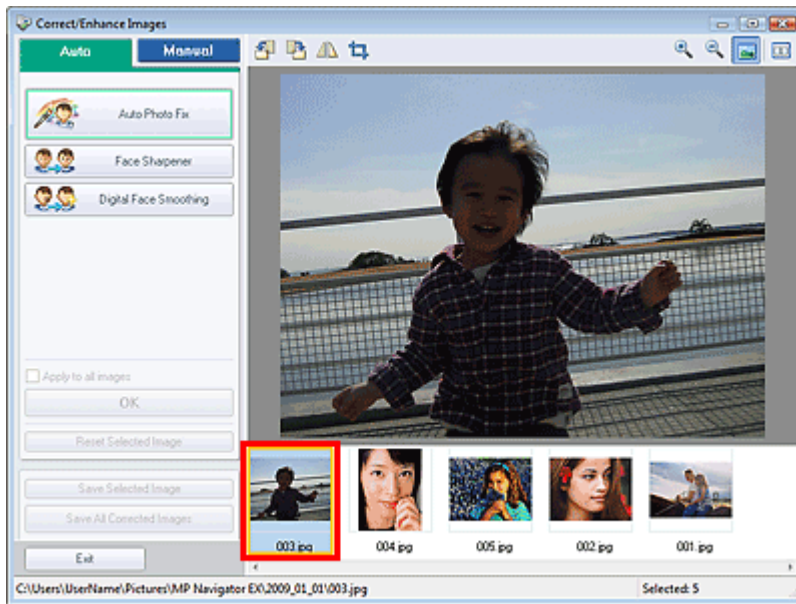 Correct/Enhance Images
Auto
Manual
Auto Photo Fix
Face Sharpener
Digital Face Smoothing
Apply to all images
OK
Reset Selected Image
Save Selected Image
Save All Corrected Images
Exit
003.jpg
004.jpg
005.jpg
002.jpg
001.jpg
C:\Users\UserName\Pictures\MP Navigator EX\2009_01_01\003.jpg
Selected: 5